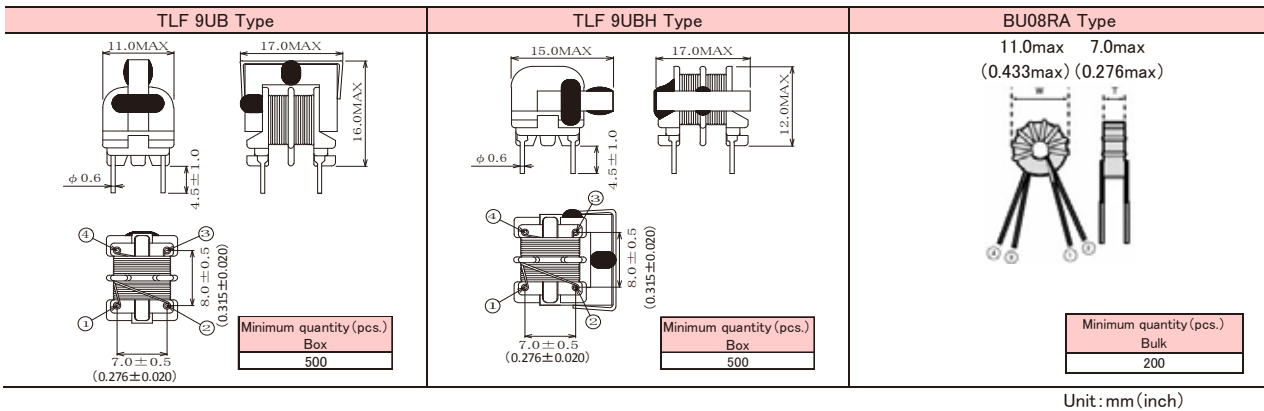 TLF 9UB Type
11.0MAX
17.0MAX
16.0MAX
φ0.6
4.5±1.0
④
③
①
②
8.0±0.5
(0.315±0.020)
7.0±0.5
(0.276±0.020)
Minimum quantity(pcs.)
Box
500
TLF 9UBH Type
15.0MAX
17.0MAX
12.0MAX
φ0.6
4.5±1.0
④
③
①
②
8.0±0.5
(0.315±0.020)
7.0±0.5
(0.276±0.020)
Minimum quantity(pcs.)
Box
500
BU08RA Type
11.0max 7.0max
(0.433max) (0.276max)
W T
Minimum quantity(pcs.)
Bulk
200
Unit:mm(inch)